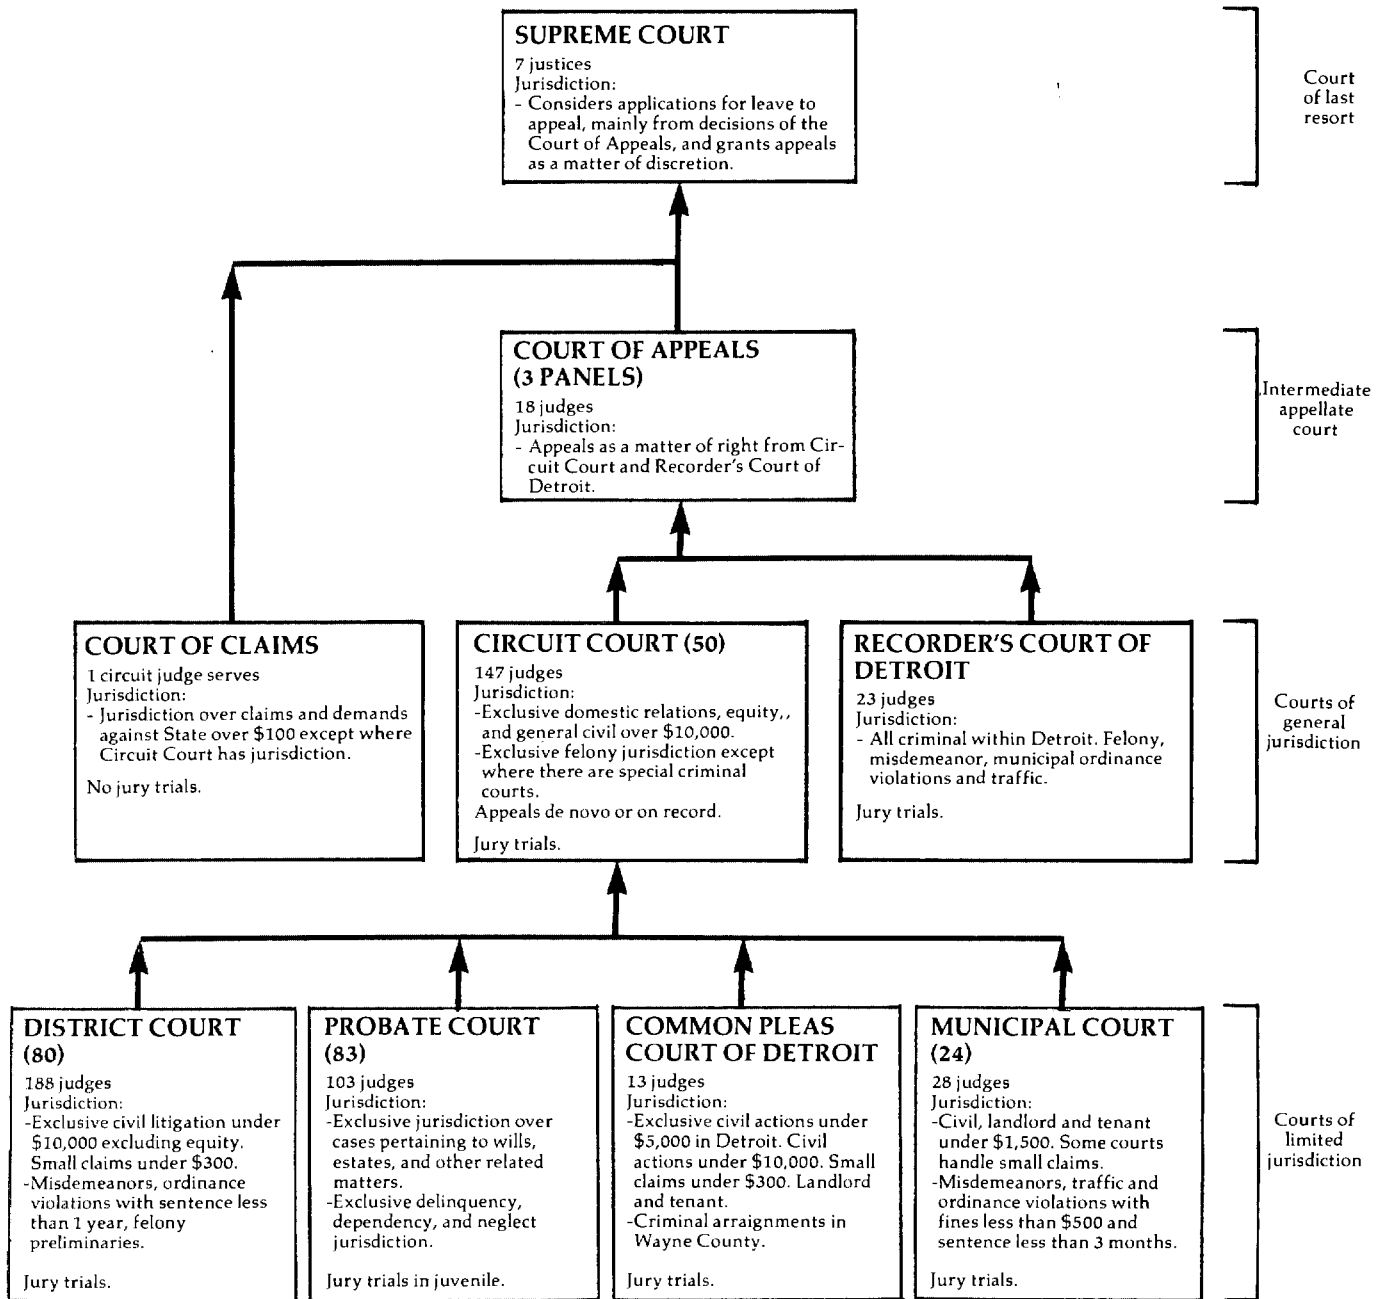 SUPREME COURT
7 justices
Jurisdiction:
- Considers applications for leave to
appeal, mainly from decisions of the
Court of Appeals, and grants appeals
as a matter of discretion.
Court
of last
resort
COURT OF APPEALS
(3 PANELS)
18 judges
Jurisdiction:
- Appeals as a matter of right from Cir-
cuit Court and Recorder's Court of
Detroit.
Intermediate
appellate
court
COURT OF CLAIMS
1 circuit judge serves
Jurisdiction:
- Jurisdiction over claims and demands
against State over $100 except where
Circuit Court has jurisdiction.
No jury trials.
CIRCUIT COURT (50)
147 judges
Jurisdiction:
-Exclusive domestic relations, equity,,
and general civil over $10,000.
-Exclusive felony jurisdiction except
where there are special criminal
courts.
Appeals de novo or on record.
Jury trials.
RECORDER'S COURT OF
DETROIT
23 judges
Jurisdiction:
- All criminal within Detroit. Felony,
misdemeanor, municipal ordinance
violations and traffic.
Jury trials.
Courts of
general
jurisdiction
DISTRICT COURT
(80)
188 judges
Jurisdiction:
-Exclusive civil litigation under
$10,000 excluding equity.
Small claims under $300.
-Misdemeanors, ordinance
violations with sentence less
than 1 year, felony
preliminaries.
Jury trials.
PROBATE COURT
(83)
103 judges
Jurisdiction:
-Exclusive jurisdiction over
cases pertaining to wills,
estates, and other related
matters.
-Exclusive delinquency,
dependency, and neglect
jurisdiction.
Jury trials in juvenile.
COMMON PLEAS
COURT OF DETROIT
13 judges
Jurisdiction:
-Exclusive civil actions under
$5,000 in Detroit. Civil
actions under $10,000. Small
claims under $300. Landlord
and tenant.
-Criminal arraignments in
Wayne County.
Jury trials.
MUNICIPAL COURT
(24)
28 judges
Jurisdiction:
-Civil, landlord and tenant
under $1,500. Some courts
handle small claims.
-Misdemeanors, traffic and
ordinance violations with
fines less than $500 and
sentence less than 3 months.
Jury trials.
Courts of
limited
jurisdiction